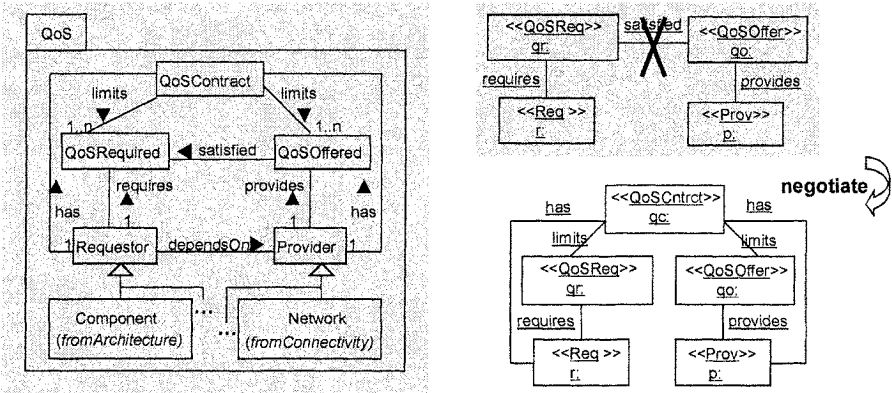 QoS
QoSContract
limits
limits
1..n
1..n
QoSRequired
satisfied
QoSOffered
requires
provides
has
1
1
has
1
Requestor
dependsOn
Provider
1
Component
(fromArchitecture)
...
...
Network
(fromConnectivity)
<<QoSReq>>
qr:
satisfied
<<QoSOffer>>
qo:
requires
provides
<<Req >>
r:
<<Prov>>
p:
negotiate
<<QoSCntrct>>
qc:
has
has
limits
limits
<<QoSReq>>
qr:
<<QoSOffer>>
qo:
requires
provides
<<Req >>
r:
<<Prov>>
p: